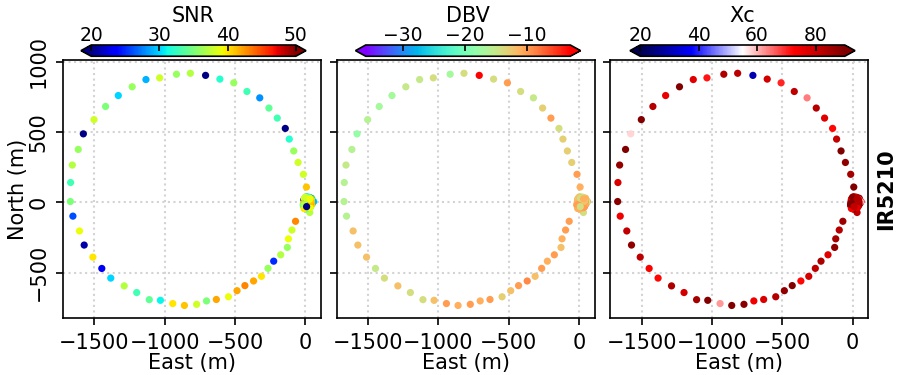 SNR DBV Xc
20 30 40 50 −30 −20 −10 20 40 60 80
1000
500
0
−500
North (m)
−1500 −1000 −500 0 −1500 −1000 −500 0 −1500 −1000 −500 0
East (m) East (m) East (m)
IR5210